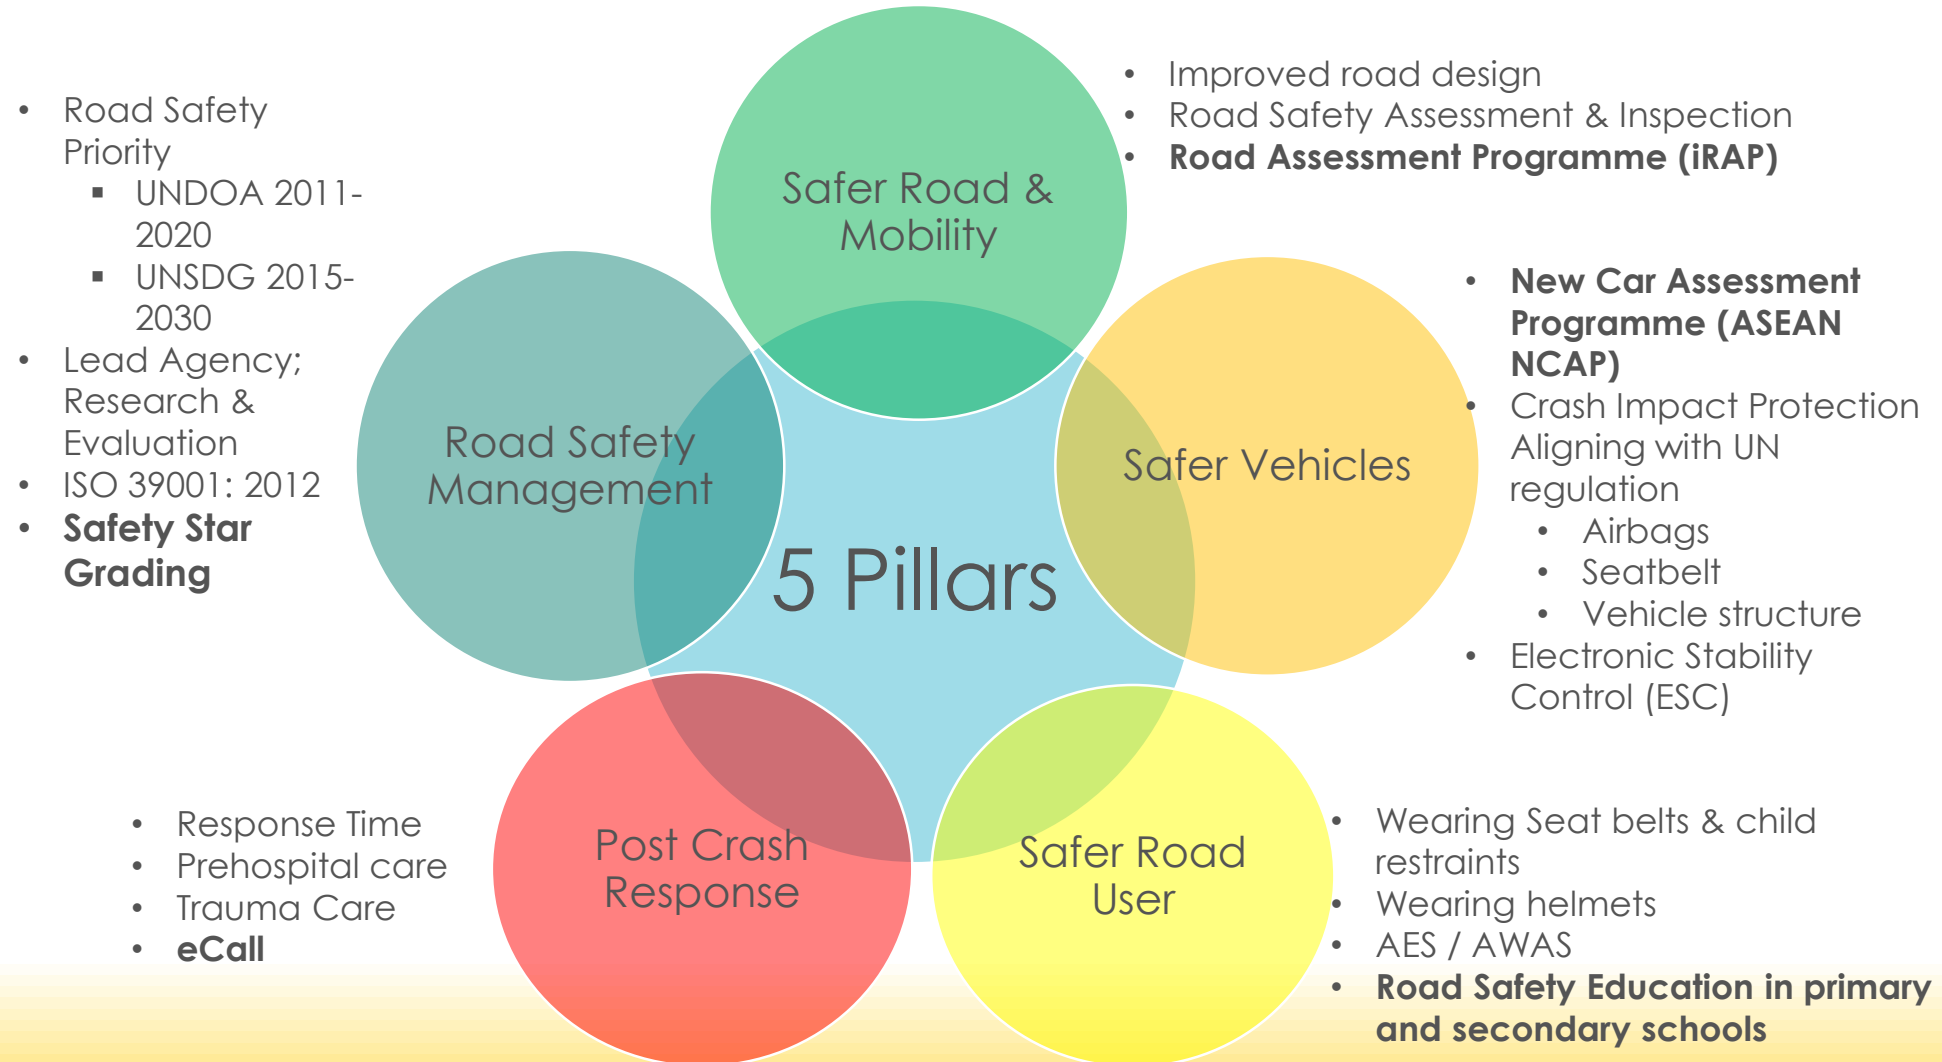 • Road Safety
Priority
▪ UNDOA 2011-
2020
▪ UNSDG 2015-
2030
• Lead Agency;
Research &
Evaluation
• ISO 39001: 2012
• Safety Star
Grading
Safer Road &
Mobility
• Improved road design
• Road Safety Assessment & Inspection
• Road Assessment Programme (iRAP)
Road Safety
Management
5 Pillars
Safer Vehicles
• New Car Assessment
Programme (ASEAN
NCAP)
• Crash Impact Protection
Aligning with UN
regulation
• Airbags
• Seatbelt
• Vehicle structure
• Electronic Stability
Control (ESC)
• Response Time
• Prehospital care
• Trauma Care
• eCall
Post Crash
Response
Safer Road
User
• Wearing Seat belts & child
restraints
• Wearing helmets
• AES / AWAS
• Road Safety Education in primary
and secondary schools